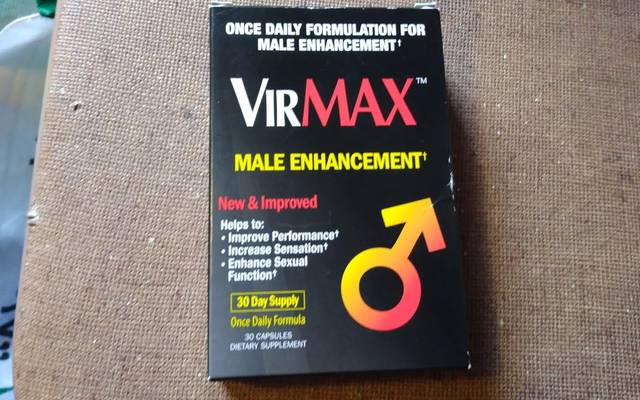 ONCE DAILY FORMULATION FOR
MALE ENHANCEMENT†
VIRMAX™
MALE ENHANCEMENT†
New & Improved
Helps to:
• Improve Performance†
• Increase Sensation†
• Enhance Sexual
Function†
30 Day Supply
Once Daily Formula
30 CAPSULES
DIETARY SUPPLEMENT